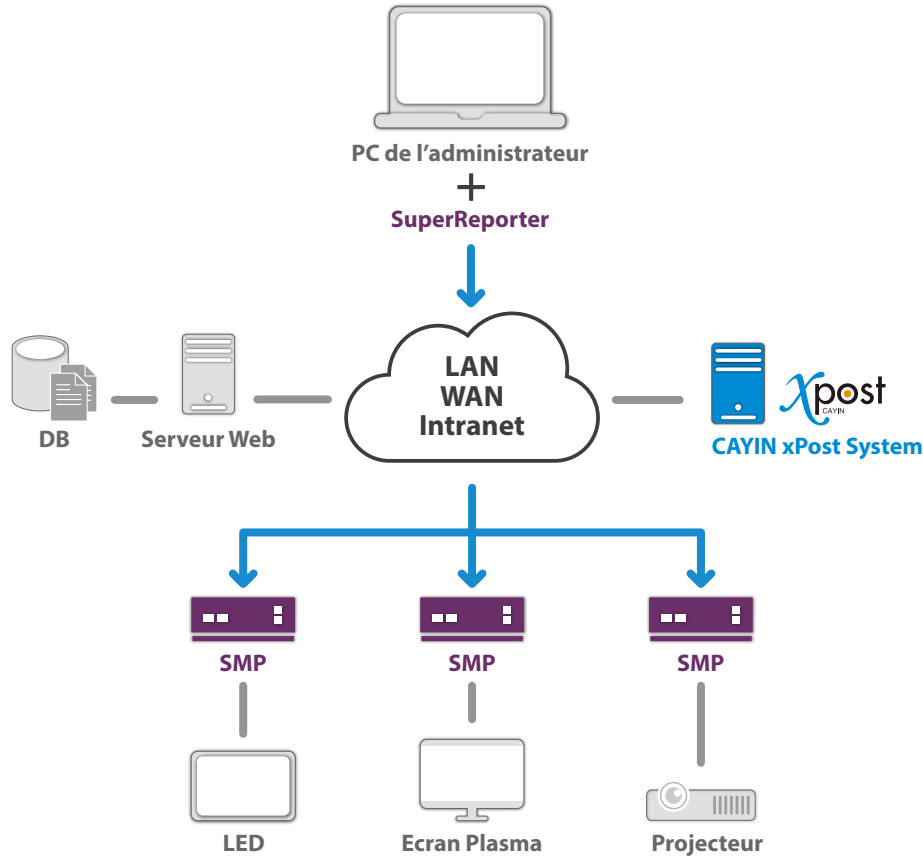 PC de l’administrateur
+
SuperReporter
LAN
WAN
Intranet
DB
Serveur Web
xpost
CAYIN
CAYIN xPost System
SMP
SMP
SMP
LED
Ecran Plasma
Projecteur